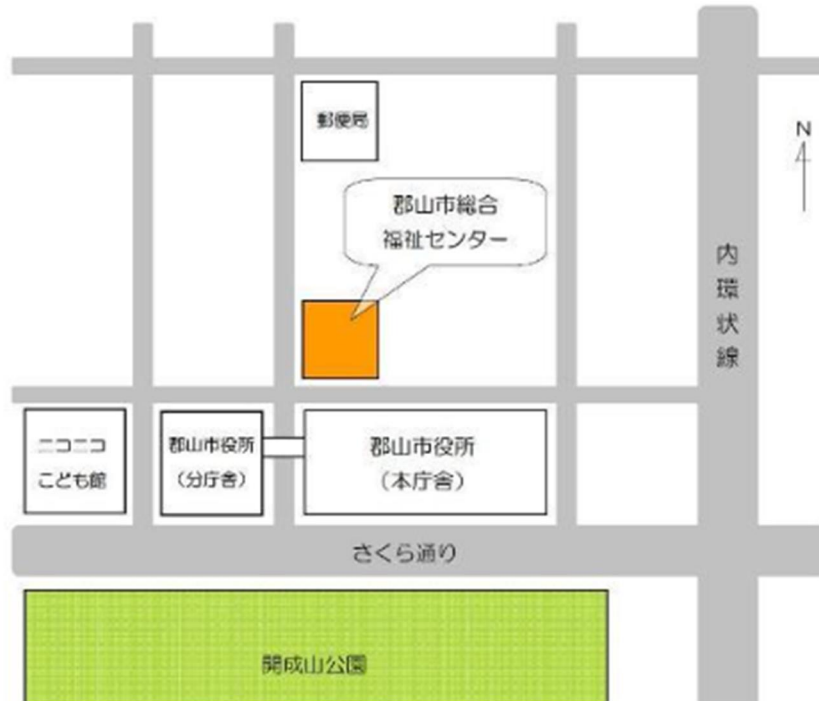 郵便局
N
郡山市総合
福祉センター
内環状線
ニコニコ
こども館
郡山市役所
（分庁舎）
郡山市役所
（本庁舎）
さくら通り
開成山公園